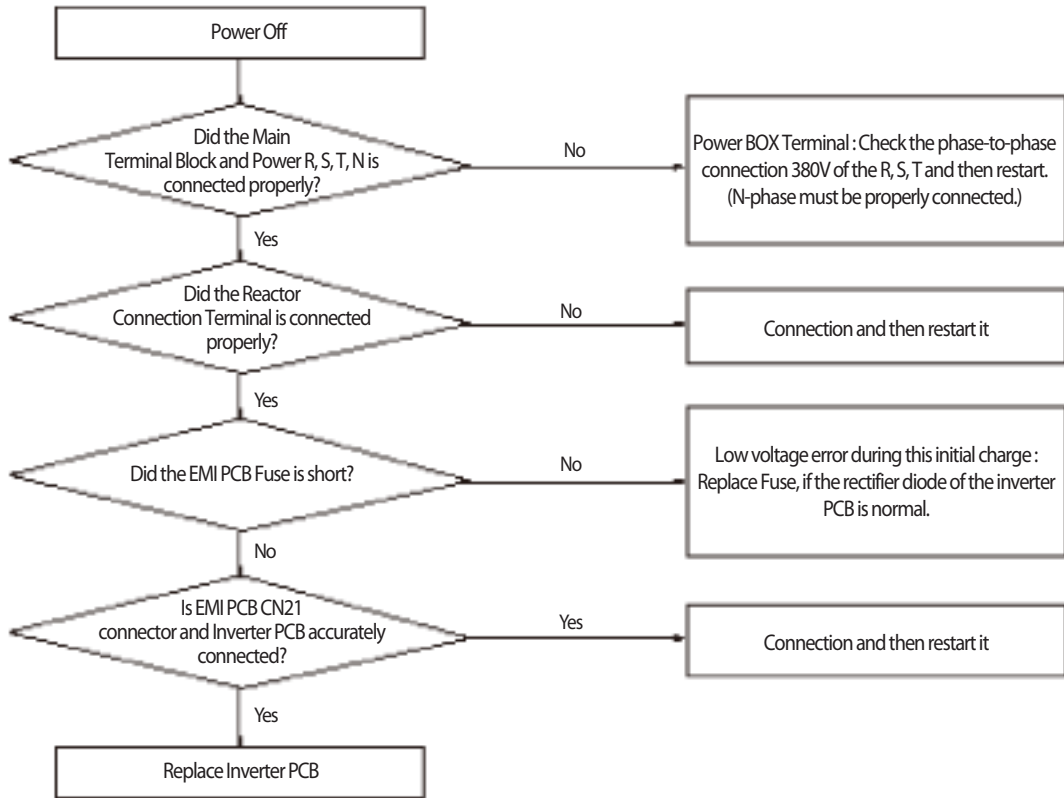 Power Off
Did the Main
Terminal Block and Power R, S, T, N is
connected properly?
No
Power BOX Terminal : Check the phase-to-phase
connection 380V of the R, S, T and then restart.
(N-phase must be properly connected.)
Yes
Did the Reactor
Connection Terminal is connected
properly?
No
Connection and then restart it
Yes
Did the EMI PCB Fuse is short?
No
Low voltage error during this initial charge :
Replace Fuse, if the rectifier diode of the inverter
PCB is normal.
No
Is EMI PCB CN21
connector and Inverter PCB accurately
connected?
Yes
Connection and then restart it
Yes
Replace Inverter PCB